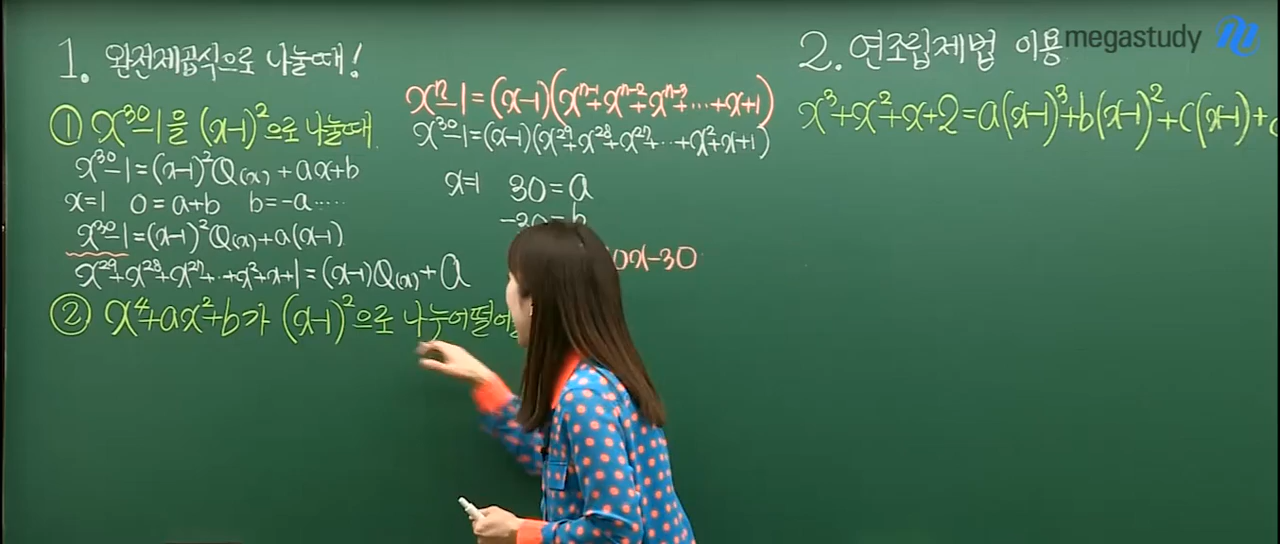 1. 완전제곱식으로 나눌때!
① x³⁰-1을 (x-1)²으로 나눌때
x³⁰-1=(x-1)²Q(x)+ax+b
x=1 0=a+b b=-a‥‥
x³⁰-1=(x-1)²Q(x)+a(x-1)
x²⁹+x²⁸+x²⁷+‥+x²+x+1=(x-1)Q(x)+a
② x⁴+ax²+b가 (x-1)²으로 나누어떨어
xⁿ-1=(x-1)(xⁿ⁻¹+xⁿ⁻²+xⁿ⁻³+⋯+x+1)
x³⁰-1=(x-1)(x²⁹+x²⁸+x²⁷+⋯+x²+x+1)
x=1 30=a
0x-30
2. 연조립제법 이용
megastudy
x³+x²+x+2=a(x-1)³+b(x-1)²+c(x-1)+